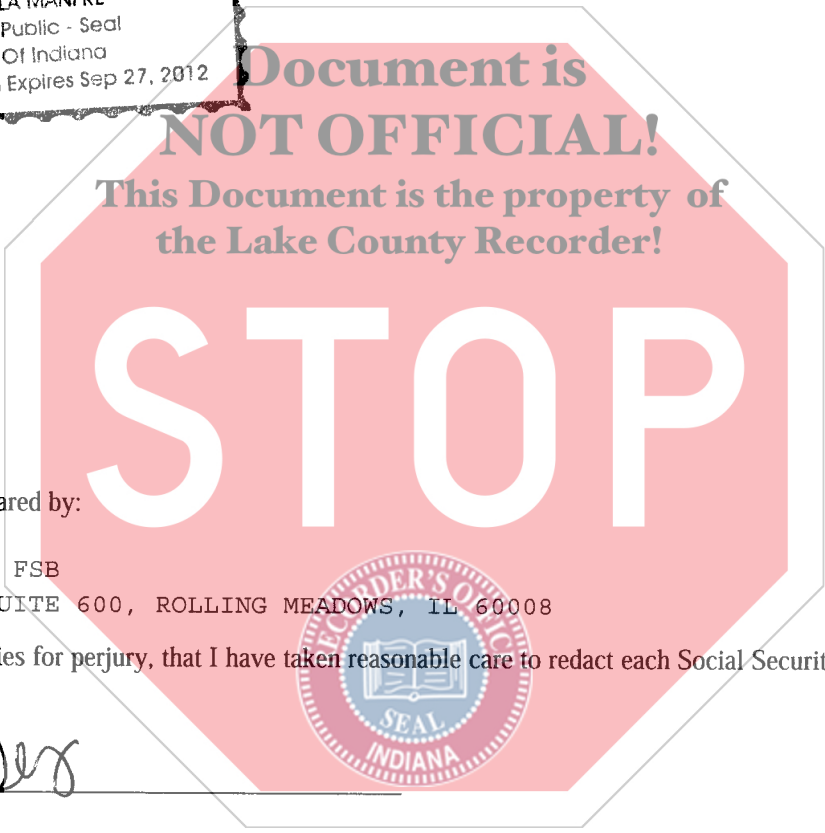 LA MANFRE
Public - Seal
Of Indiana
Expires Sep 27, 2012
Document is
NOT OFFICIAL!
This Document is the property of
the Lake County Recorder!
STOP
ared by:
FSB
UITE 600, ROLLING MEADOWS, IL 60008
RECORDER'S OFFICE
ies for perjury, that I have taken reasonable care to redact each Social Securit
SEAL
INDIANA